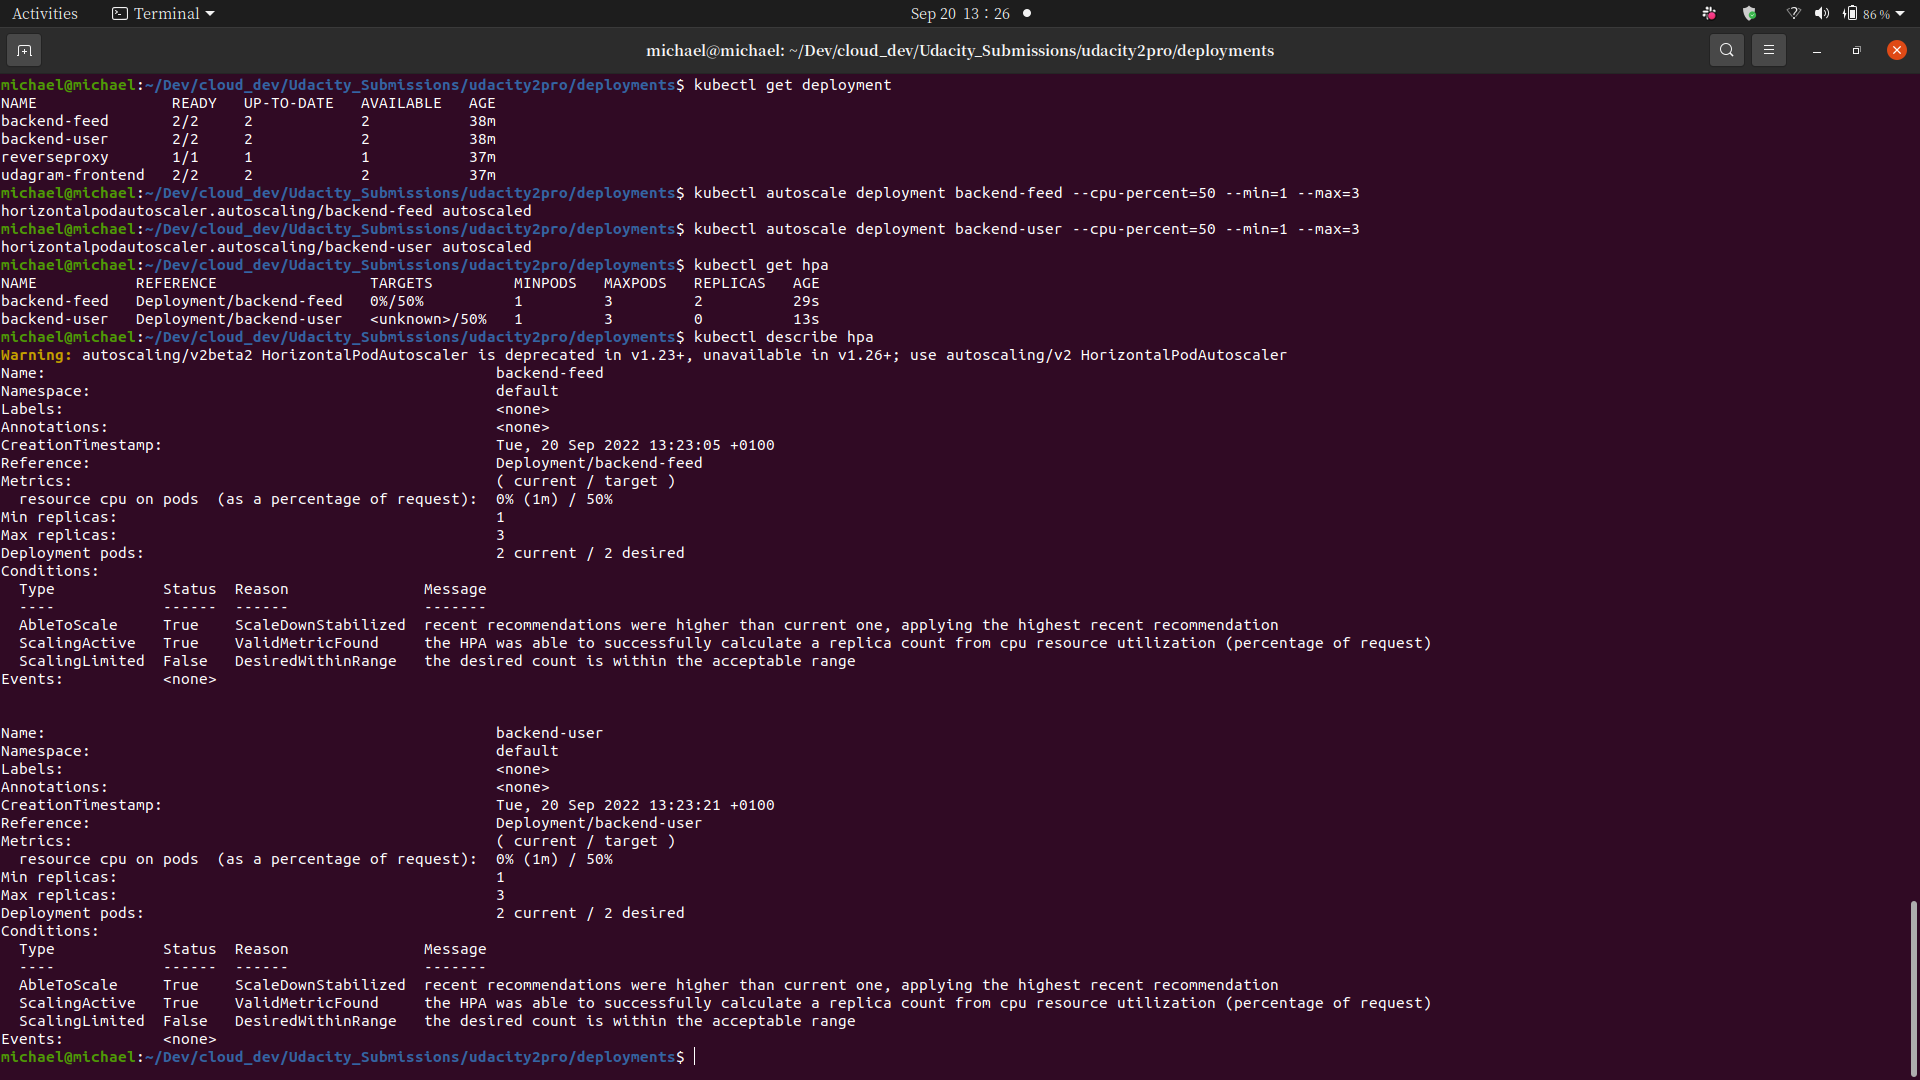 Activities Terminal Sep 20 13:26 86 %
michael@michael: ~/Dev/cloud_dev/Udacity_Submissions/udacity2pro/deployments
michael@michael:~/Dev/cloud_dev/Udacity_Submissions/udacity2pro/deployments$ kubectl get deployment
NAME READY UP-TO-DATE AVAILABLE AGE
backend-feed 2/2 2 2 38m
backend-user 2/2 2 2 38m
reverseproxy 1/1 1 1 37m
udagram-frontend 2/2 2 2 37m
michael@michael:~/Dev/cloud_dev/Udacity_Submissions/udacity2pro/deployments$ kubectl autoscale deployment backend-feed --cpu-percent=50 --min=1 --max=3
horizontalpodautoscaler.autoscaling/backend-feed autoscaled
michael@michael:~/Dev/cloud_dev/Udacity_Submissions/udacity2pro/deployments$ kubectl autoscale deployment backend-user --cpu-percent=50 --min=1 --max=3
horizontalpodautoscaler.autoscaling/backend-user autoscaled
michael@michael:~/Dev/cloud_dev/Udacity_Submissions/udacity2pro/deployments$ kubectl get hpa
NAME REFERENCE TARGETS MINPODS MAXPODS REPLICAS AGE
backend-feed Deployment/backend-feed 0%/50% 1 3 2 29s
backend-user Deployment/backend-user <unknown>/50% 1 3 0 13s
michael@michael:~/Dev/cloud_dev/Udacity_Submissions/udacity2pro/deployments$ kubectl describe hpa
Warning: autoscaling/v2beta2 HorizontalPodAutoscaler is deprecated in v1.23+, unavailable in v1.26+; use autoscaling/v2 HorizontalPodAutoscaler
Name: backend-feed
Namespace: default
Labels: <none>
Annotations: <none>
CreationTimestamp: Tue, 20 Sep 2022 13:23:05 +0100
Reference: Deployment/backend-feed
Metrics: ( current / target )
resource cpu on pods (as a percentage of request): 0% (1m) / 50%
Min replicas: 1
Max replicas: 3
Deployment pods: 2 current / 2 desired
Conditions:
Type Status Reason Message
---- ------ ------ -------
AbleToScale True ScaleDownStabilized recent recommendations were higher than current one, applying the highest recent recommendation
ScalingActive True ValidMetricFound the HPA was able to successfully calculate a replica count from cpu resource utilization (percentage of request)
ScalingLimited False DesiredWithinRange the desired count is within the acceptable range
Events: <none>
Name: backend-user
Namespace: default
Labels: <none>
Annotations: <none>
CreationTimestamp: Tue, 20 Sep 2022 13:23:21 +0100
Reference: Deployment/backend-user
Metrics: ( current / target )
resource cpu on pods (as a percentage of request): 0% (1m) / 50%
Min replicas: 1
Max replicas: 3
Deployment pods: 2 current / 2 desired
Conditions:
Type Status Reason Message
---- ------ ------ -------
AbleToScale True ScaleDownStabilized recent recommendations were higher than current one, applying the highest recent recommendation
ScalingActive True ValidMetricFound the HPA was able to successfully calculate a replica count from cpu resource utilization (percentage of request)
ScalingLimited False DesiredWithinRange the desired count is within the acceptable range
Events: <none>
michael@michael:~/Dev/cloud_dev/Udacity_Submissions/udacity2pro/deployments$